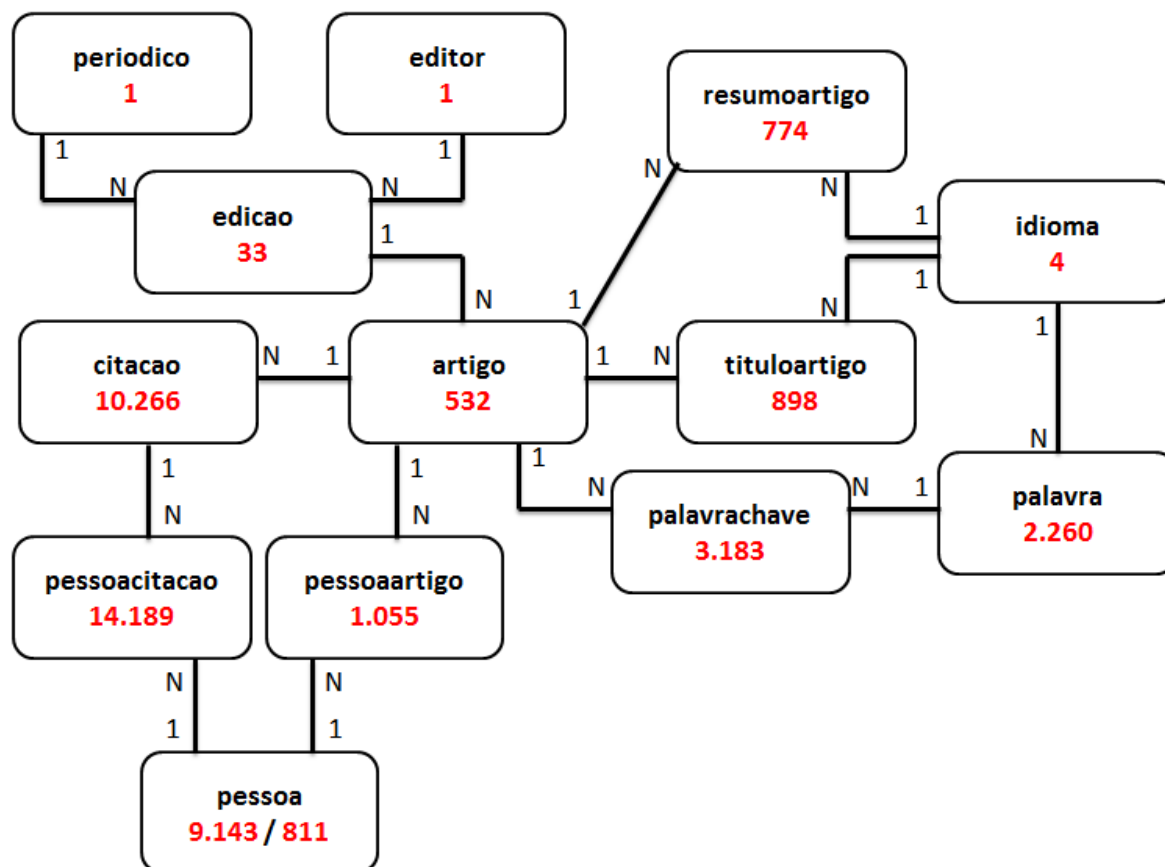 periodico
1
editor
1
resumoartigo
774
1
N
1
N
N
N
edicao
33
1
1
idioma
4
1
N
1
N
1
citacao
10.266
N
1
artigo
532
1
N
tituloartigo
898
1
N
1
N
1
N
1
N
palavrachave
3.183
N
1
palavra
2.260
pessoacitacao
14.189
pessoaartigo
1.055
N
1
N
1
pessoa
9.143 / 811